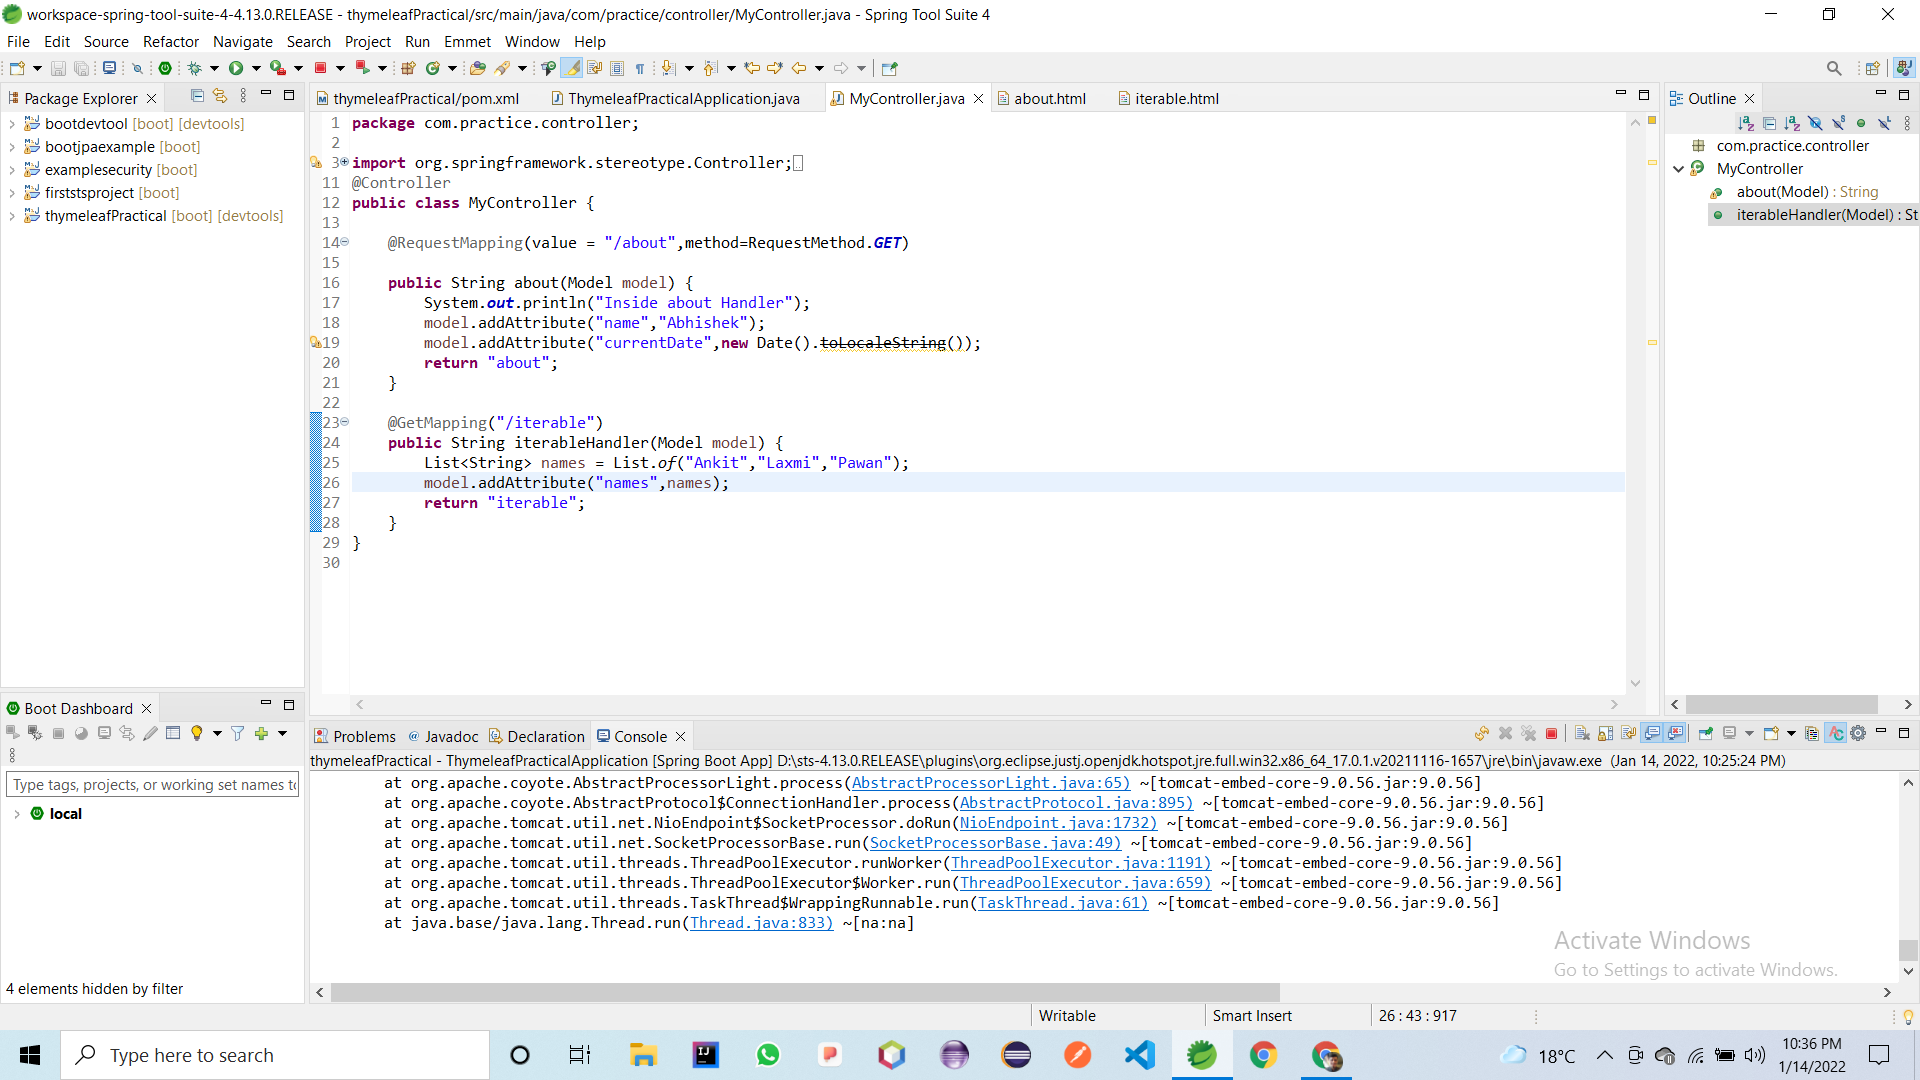 workspace-spring-tool-suite-4-4.13.0.RELEASE - thymeleafPractical/src/main/java/com/practice/controller/MyController.java - Spring Tool Suite 4
File Edit Source Refactor Navigate Search Project Run Emmet Window Help
Package Explorer
bootdevtool [boot] [devtools]
bootjpaexample [boot]
examplesecurity [boot]
firststsproject [boot]
thymeleafPractical [boot] [devtools]
thymeleafPractical/pom.xml ThymeleafPracticalApplication.java MyController.java about.html iterable.html
1 package com.practice.controller;
2
3 import org.springframework.stereotype.Controller;
11 @Controller
12 public class MyController {
13
14 @RequestMapping(value = "/about",method=RequestMethod.GET)
15
16 public String about(Model model) {
17 System.out.println("Inside about Handler");
18 model.addAttribute("name","Abhishek");
19 model.addAttribute("currentDate",new Date().toLocaleString());
20 return "about";
21 }
22
23 @GetMapping("/iterable")
24 public String iterableHandler(Model model) {
25 List<String> names = List.of("Ankit","Laxmi","Pawan");
26 model.addAttribute("names",names);
27 return "iterable";
28 }
29 }
30
Outline
com.practice.controller
MyController
about(Model) : String
iterableHandler(Model) : St
Boot Dashboard
Type tags, projects, or working set names to
local
4 elements hidden by filter
Problems Javadoc Declaration Console
thymeleafPractical - ThymeleafPracticalApplication [Spring Boot App] D:\sts-4.13.0.RELEASE\plugins\org.eclipse.justj.openjdk.hotspot.jre.full.win32.x86_64_17.0.1.v20211116-1657\jre\bin\javaw.exe (Jan 14, 2022, 10:25:24 PM)
at org.apache.coyote.AbstractProcessorLight.process(AbstractProcessorLight.java:65) ~[tomcat-embed-core-9.0.56.jar:9.0.56]
at org.apache.coyote.AbstractProtocol$ConnectionHandler.process(AbstractProtocol.java:895) ~[tomcat-embed-core-9.0.56.jar:9.0.56]
at org.apache.tomcat.util.net.NioEndpoint$SocketProcessor.doRun(NioEndpoint.java:1732) ~[tomcat-embed-core-9.0.56.jar:9.0.56]
at org.apache.tomcat.util.net.SocketProcessorBase.run(SocketProcessorBase.java:49) ~[tomcat-embed-core-9.0.56.jar:9.0.56]
at org.apache.tomcat.util.threads.ThreadPoolExecutor.runWorker(ThreadPoolExecutor.java:1191) ~[tomcat-embed-core-9.0.56.jar:9.0.56]
at org.apache.tomcat.util.threads.ThreadPoolExecutor$Worker.run(ThreadPoolExecutor.java:659) ~[tomcat-embed-core-9.0.56.jar:9.0.56]
at org.apache.tomcat.util.threads.TaskThread$WrappingRunnable.run(TaskThread.java:61) ~[tomcat-embed-core-9.0.56.jar:9.0.56]
at java.base/java.lang.Thread.run(Thread.java:833) ~[na:na]
Activate Windows
Go to Settings to activate Windows.
Writable Smart Insert 26 : 43 : 917
Type here to search
18°C
10:36 PM
1/14/2022